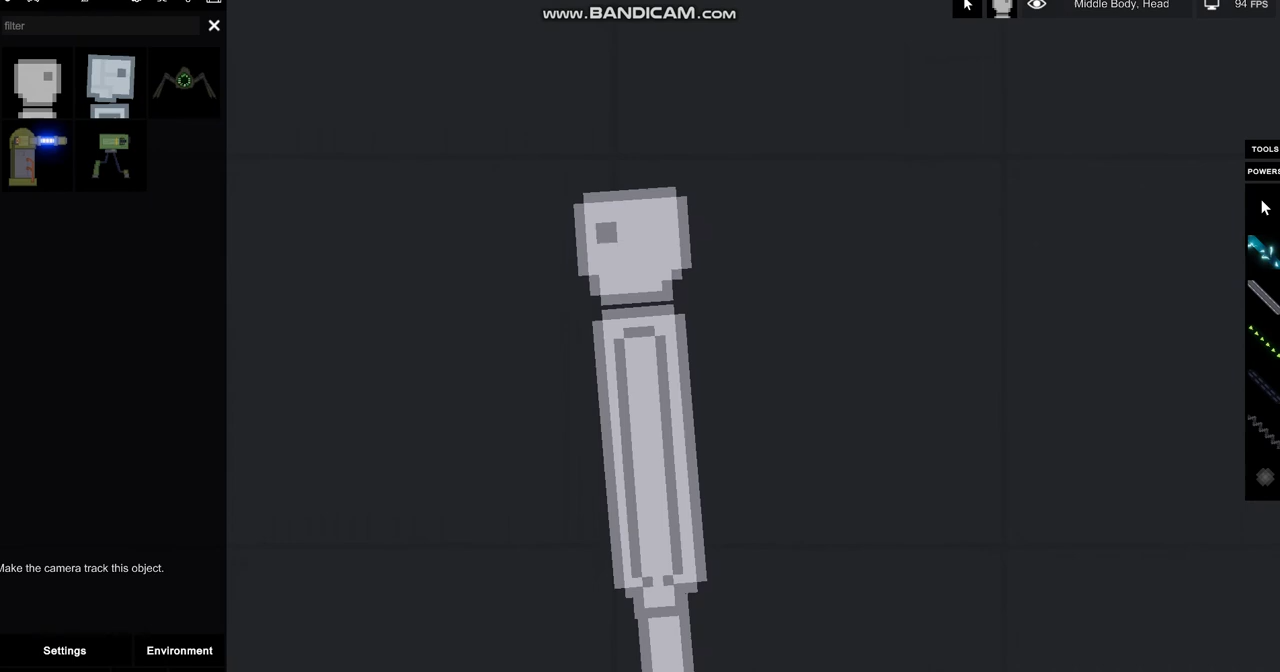 www.BANDICAM.com
Middle Body, Head
94 FPS
filter
TOOLS
POWERS
Make the camera track this object.
Settings
Environment